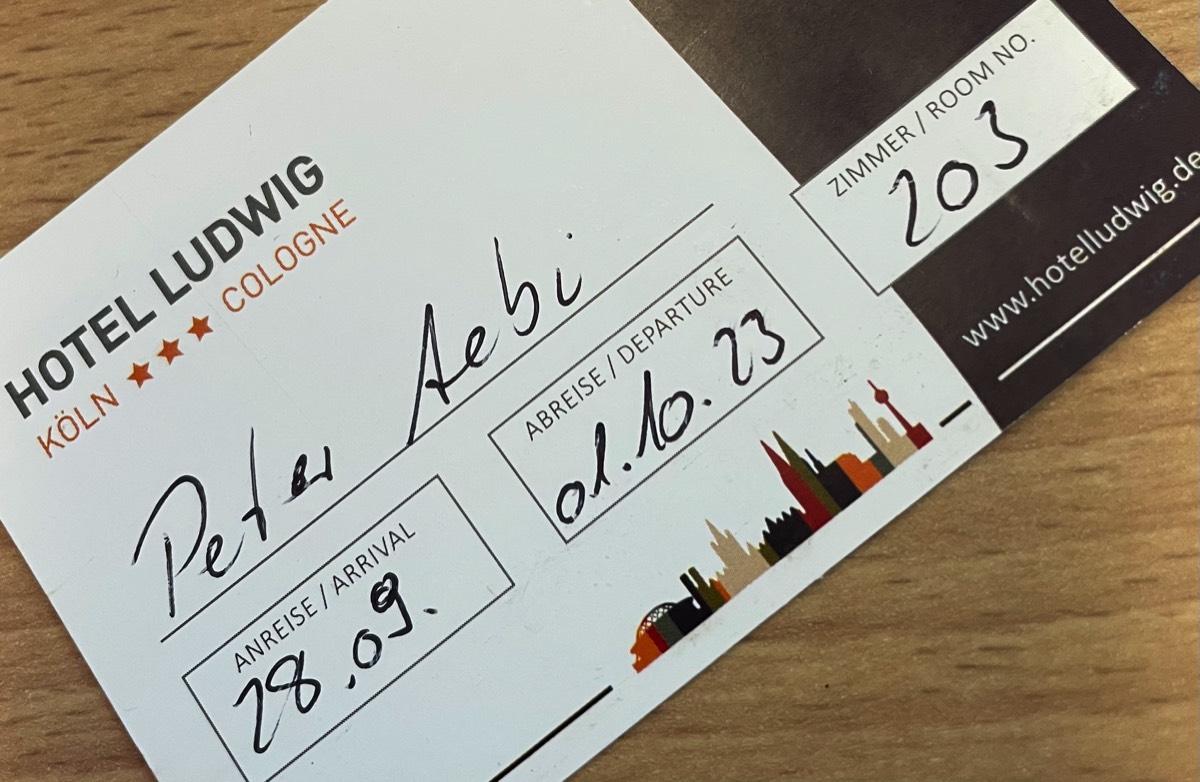 HOTEL LUDWIG
KÖLN ★★★ COLOGNE
Peter Aebi
ANREISE / ARRIVAL
28.09.
ABREISE / DEPARTURE
01.10.23
ZIMMER / ROOM NO.
203
www.hotelludwig.de